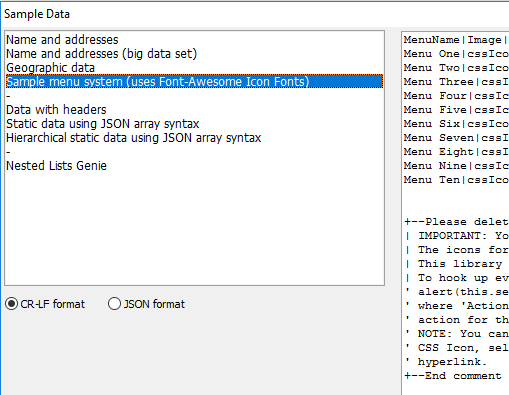 Sample Data
Name and addresses
Name and addresses (big data set)
Geographic data
Sample menu system (uses Font-Awesome Icon Fonts)
-
Data with headers
Static data using JSON array syntax
Hierarchical static data using JSON array syntax
-
Nested Lists Genie
CR-LF format
JSON format
MenuName|Image|
Menu One|cssIco
Menu Two|cssIco
Menu Three|cssI
Menu Four|cssIc
Menu Five|cssIc
Menu Six|cssIco
Menu Seven|cssI
Menu Eight|cssI
Menu Nine|cssIc
Menu Ten|cssIco
+--Please delet
| IMPORTANT: Yo
| The icons for
| This library
| To hook up ev
' alert(this.se
' where 'Action
' action for th
' NOTE: You can
' CSS Icon, sel
' hyperlink.
+--End comment